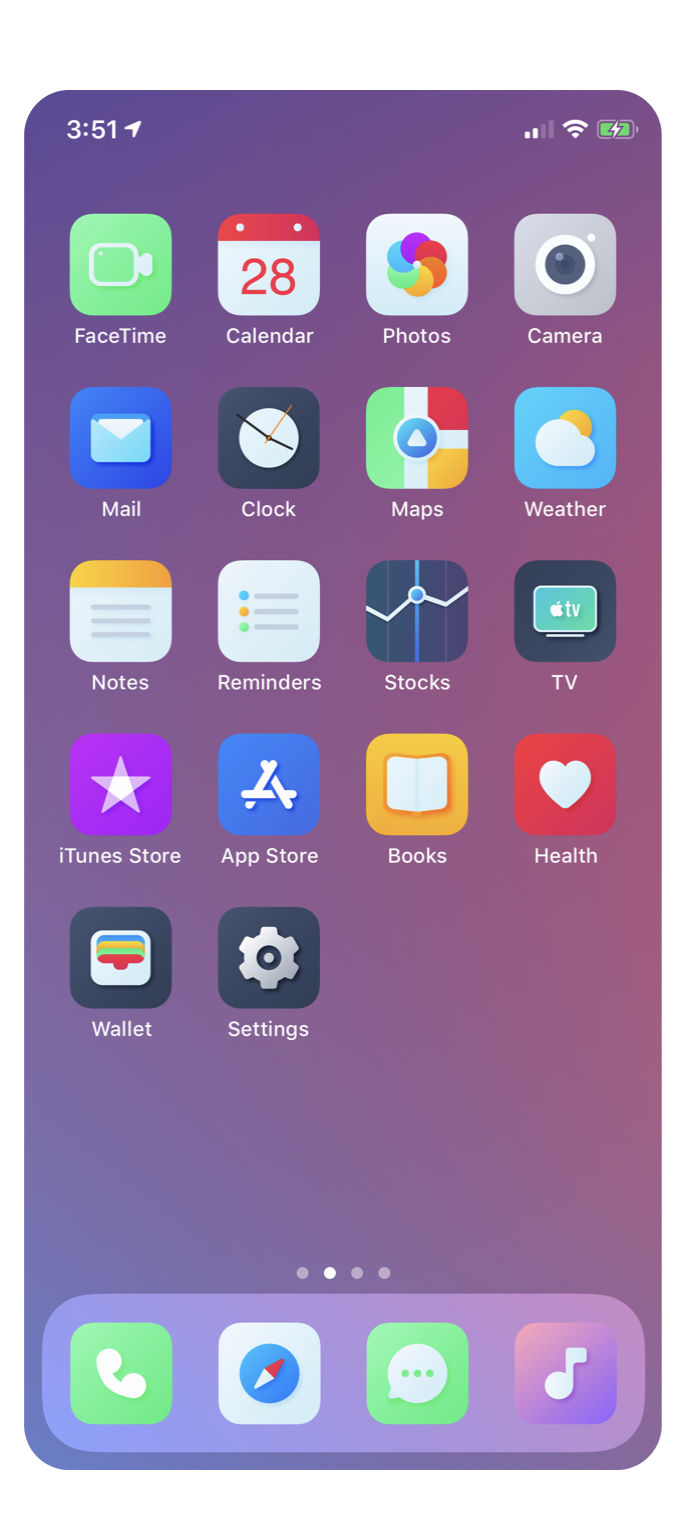 3:51
28
FaceTime Calendar Photos Camera
Mail Clock Maps Weather
tv
Notes Reminders Stocks TV
iTunes Store App Store Books Health
Wallet Settings